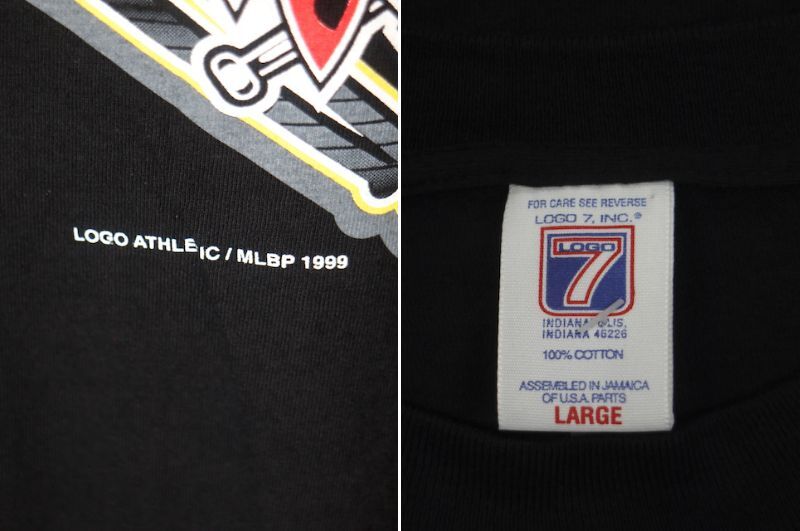 LOGO ATHLEIC / MLBP 1999
FOR CARE SEE REVERSE
LOGO 7, INC.®
LOGO
7
INDIANAPOLIS,
INDIANA 46226
100% COTTON
ASSEMBLED IN JAMAICA
OF U.S.A. PARTS
LARGE